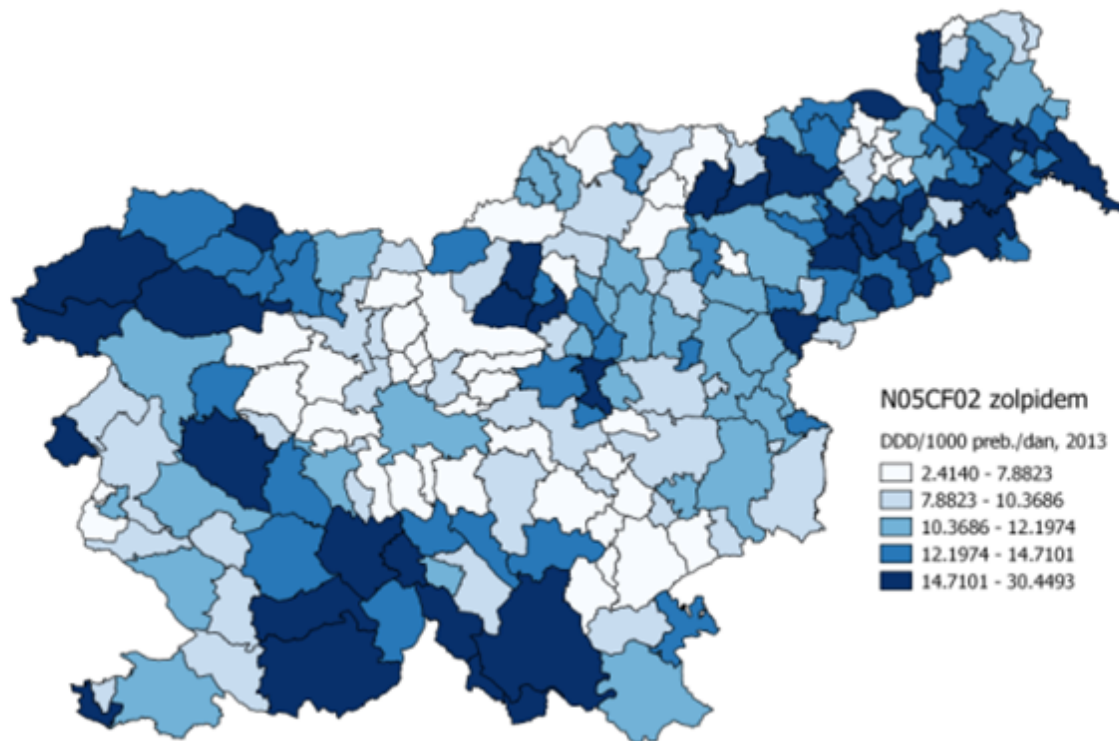 N05CF02 zolpidem
DDD/1000 preb./dan, 2013
2.4140 - 7.8823
7.8823 - 10.3686
10.3686 - 12.1974
12.1974 - 14.7101
14.7101 - 30.4493